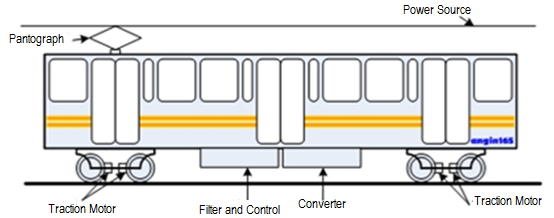 Power Source
Pantograph
angin165
Traction Motor
Filter and Control
Converter
Traction Motor